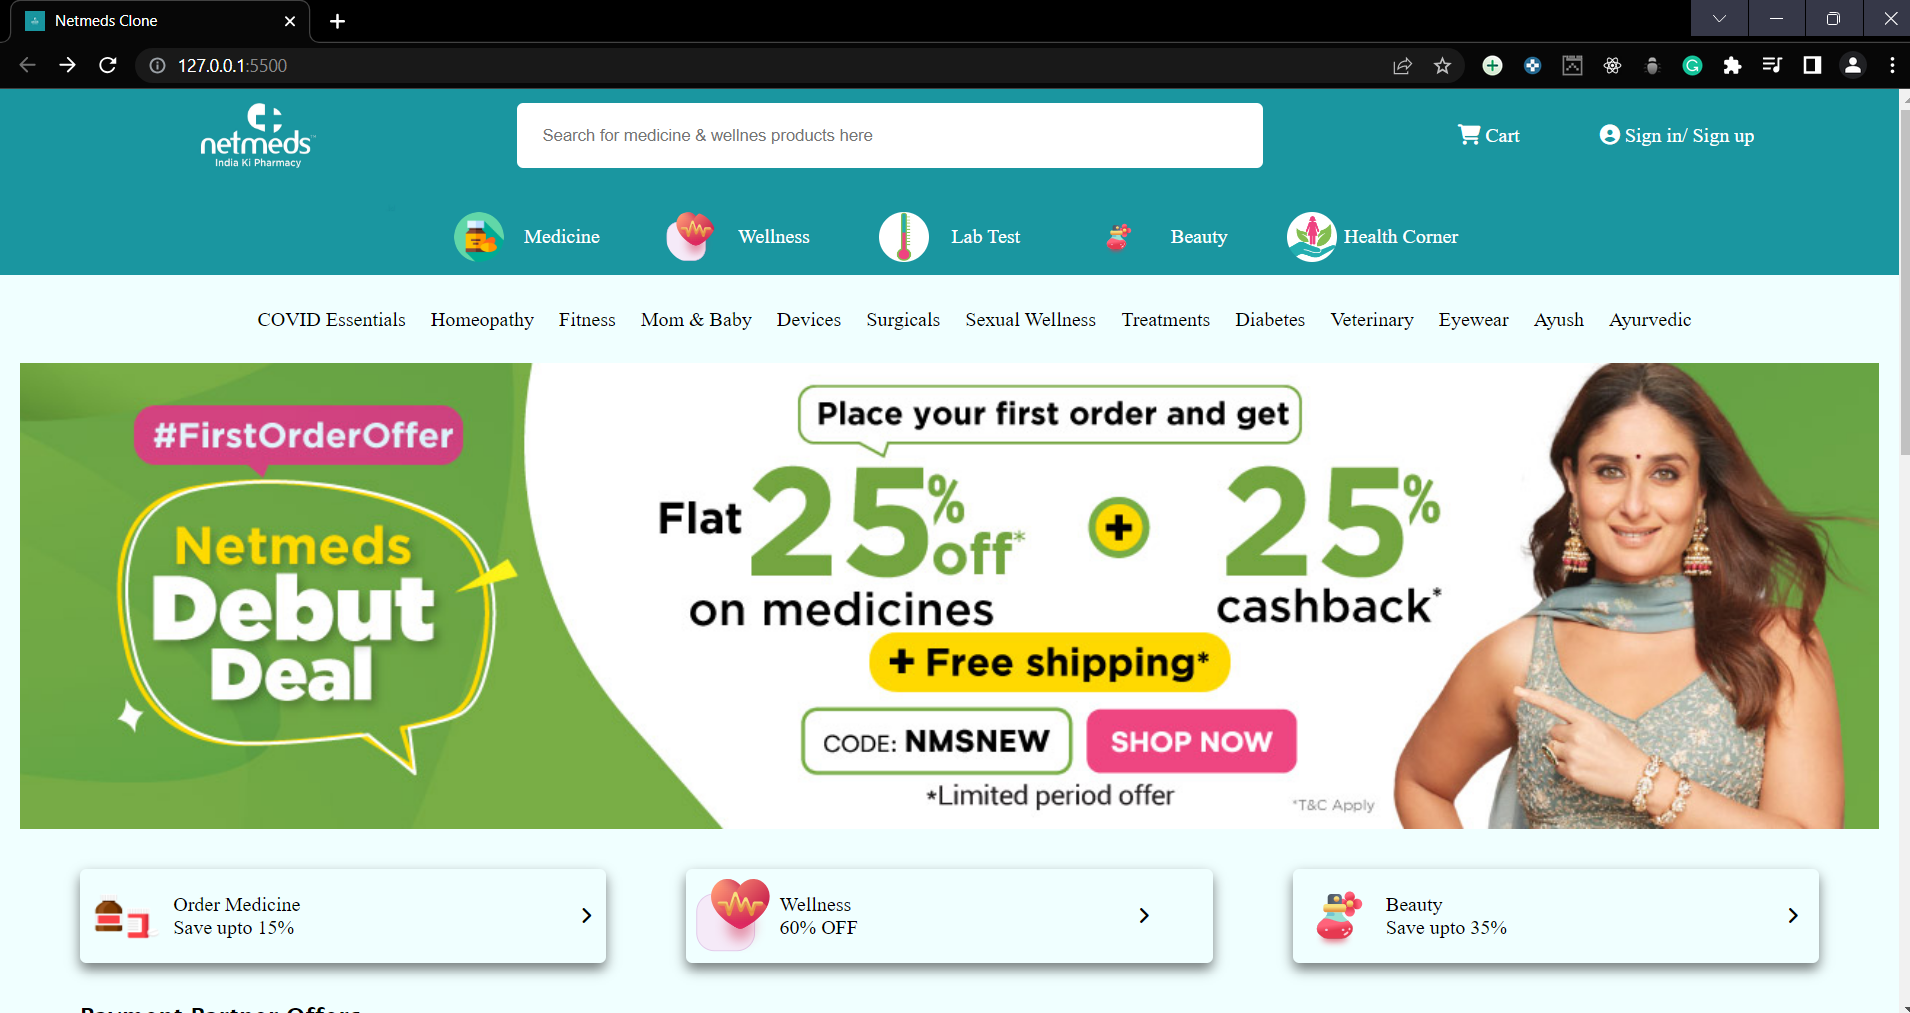 Netmeds Clone
127.0.0.1:5500
netmeds™
India Ki Pharmacy
Search for medicine & wellnes products here
Cart
Sign in/ Sign up
Medicine
Wellness
Lab Test
Beauty
Health Corner
COVID Essentials Homeopathy Fitness Mom & Baby Devices Surgicals Sexual Wellness Treatments Diabetes Veterinary Eyewear Ayush Ayurvedic
#FirstOrderOffer
Netmeds
Debut
Deal
Place your first order and get
Flat 25% off*
on medicines
+
25%
cashback*
+ Free shipping*
CODE: NMSNEW
SHOP NOW
*Limited period offer
*T&C Apply
Order Medicine
Save upto 15%
Wellness
60% OFF
Beauty
Save upto 35%
Payment Partner Offers